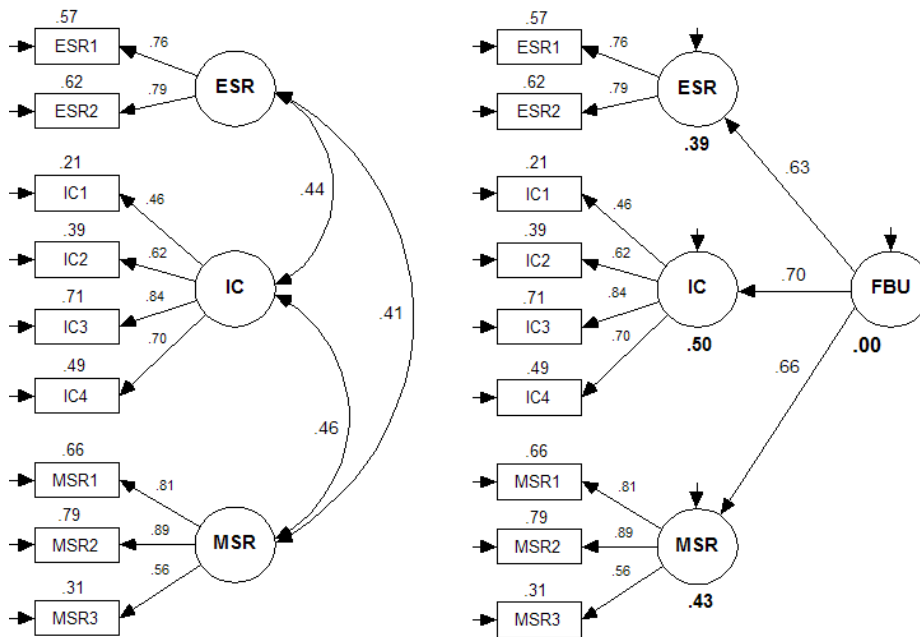 .57
ESR1
.76
ESR
.62
ESR2
.79
.44
.21
IC1
.46
.39
IC2
.62
IC
.71
IC3
.84
.41
.49
IC4
.70
.46
.66
MSR1
.81
.79
MSR2
.89
MSR
.31
MSR3
.56
.57
ESR1
.76
ESR
.62
ESR2
.79
.39
.63
.21
IC1
.46
.39
IC2
.62
IC
.70
FBU
.71
IC3
.84
.50
.00
.49
IC4
.70
.66
.66
MSR1
.81
.79
MSR2
.89
MSR
.31
MSR3
.56
.43